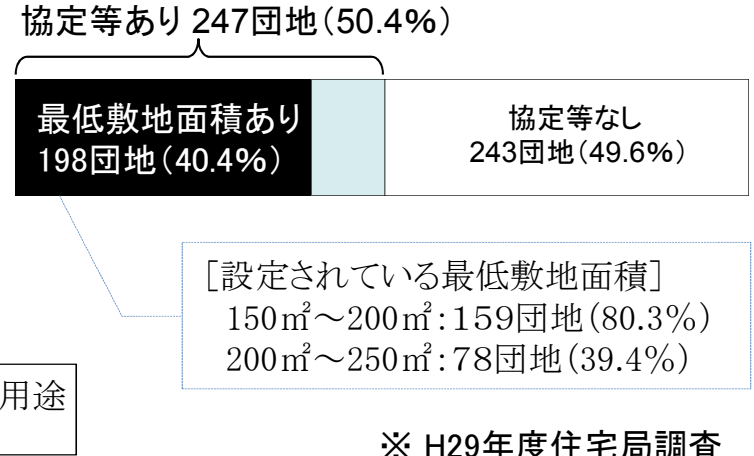 協定等あり 247団地(50.4%)
最低敷地面積あり
198団地(40.4%)
協定等なし
243団地(49.6%)
［設定されている最低敷地面積］
150㎡～200㎡：159団地(80.3%)
200㎡～250㎡：78団地(39.4%)
用途
※ H29年度住宅局調査